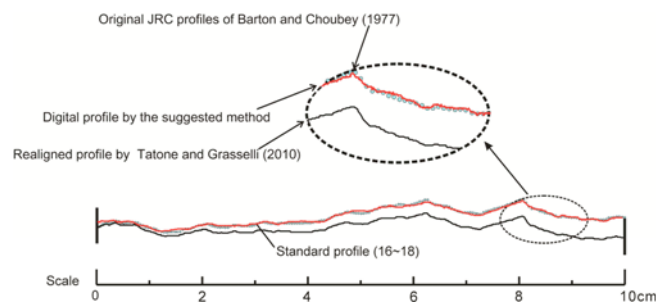 Original JRC profiles of Barton and Choubey
(1977)
Digital profile by the suggested method
Realigned profile by Tatone and Grasselli (2010)
Standard profile (16~18)
Scale
0 2 4 6 8 10cm